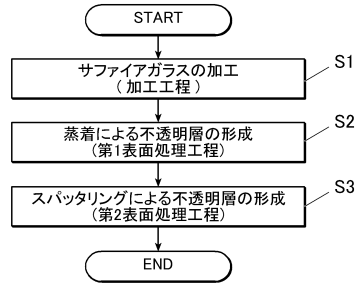 START
サファイアガラスの加工
(加工工程)
S1
蒸着による不透明層の形成
(第1表面処理工程)
S2
スパッタリングによる不透明層の形成
(第2表面処理工程)
S3
END